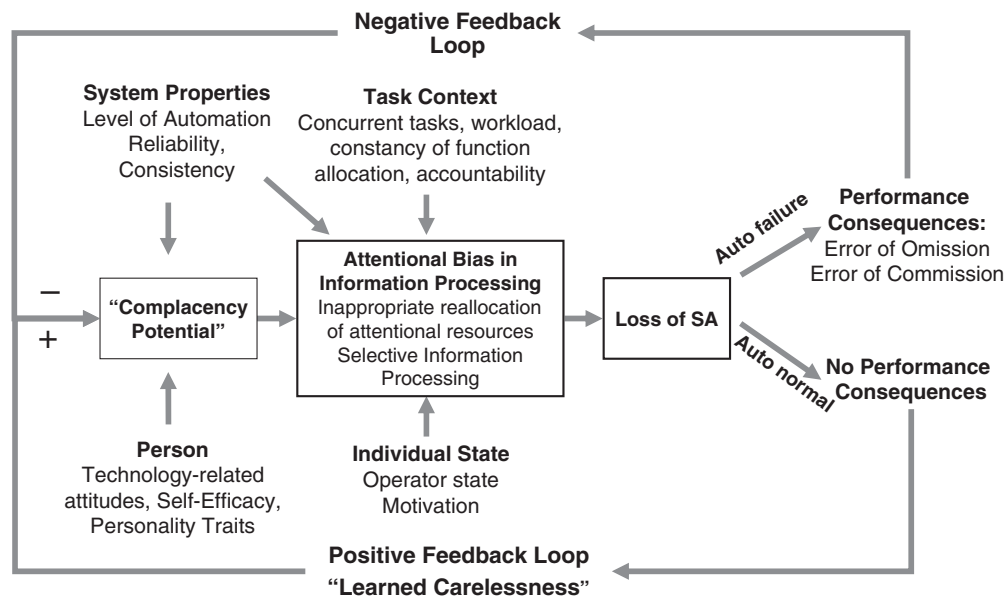 Negative Feedback
Loop
System Properties
Level of Automation
Reliability,
Consistency
Task Context
Concurrent tasks, workload,
constancy of function
allocation, accountability
Auto failure
Performance
Consequences:
Error of Omission
Error of Commission
−
+
“Complacency
Potential”
Attentional Bias in
Information Processing
Inappropriate reallocation
of attentional resources
Selective Information
Processing
Loss of SA
Auto normal
No Performance
Consequences
Person
Technology-related
attitudes, Self-Efficacy,
Personality Traits
Individual State
Operator state
Motivation
Positive Feedback Loop
“Learned Carelessness”